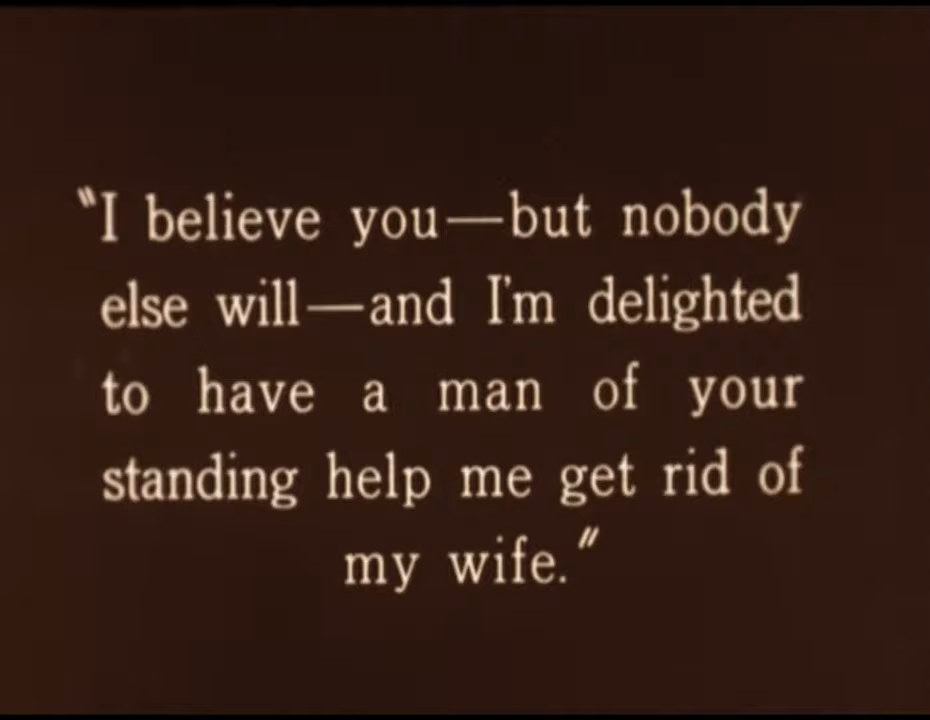 "I believe you—but nobody
else will—and I'm delighted
to have a man of your
standing help me get rid of
my wife."